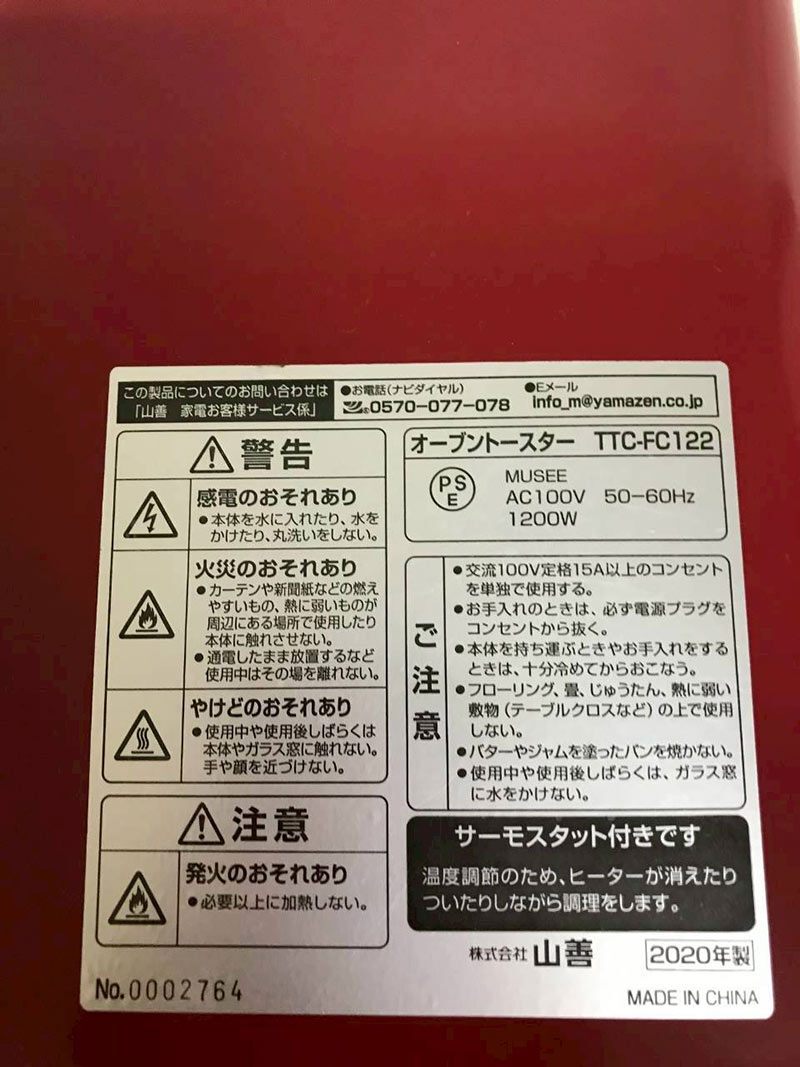 この製品についてのお問い合わせは
「山善 家電お客様サービス係」
●お電話(ナビダイヤル)
0570-077-078
●Eメール
info_m@yamazen.co.jp
警告
感電のおそれあり
●本体を水に入れたり、水を
かけたり、丸洗いをしない。
火災のおそれあり
●カーテンや新聞紙などの燃え
やすいもの、熱に弱いものが
周辺にある場所で使用したり
本体に触れさせない。
●通電したまま放置するなど
使用中はその場を離れない。
やけどのおそれあり
●使用中や使用後しばらくは
本体やガラス窓に触れない。
手や顔を近づけない。
注意
発火のおそれあり
●必要以上に加熱しない。
No.0002764
オーブントースター TTC-FC122
PS
E
MUSEE
AC100V 50-60Hz
1200W
ご注意
●交流100V定格15A以上のコンセント
を単独で使用する。
●お手入れのときは、必ず電源プラグを
コンセントから抜く。
●本体を持ち運ぶときやお手入れをする
ときは、十分冷めてからおこなう。
●フローリング、畳、じゅうたん、熱に弱い
敷物(テーブルクロスなど)の上で使用
しない。
●バターやジャムを塗ったパンを焼かない。
●使用中や使用後しばらくは、ガラス窓
に水をかけない。
サーモスタット付きです
温度調節のため、ヒーターが消えたり
ついたりしながら調理をします。
株式会社 山善
2020年製
MADE IN CHINA